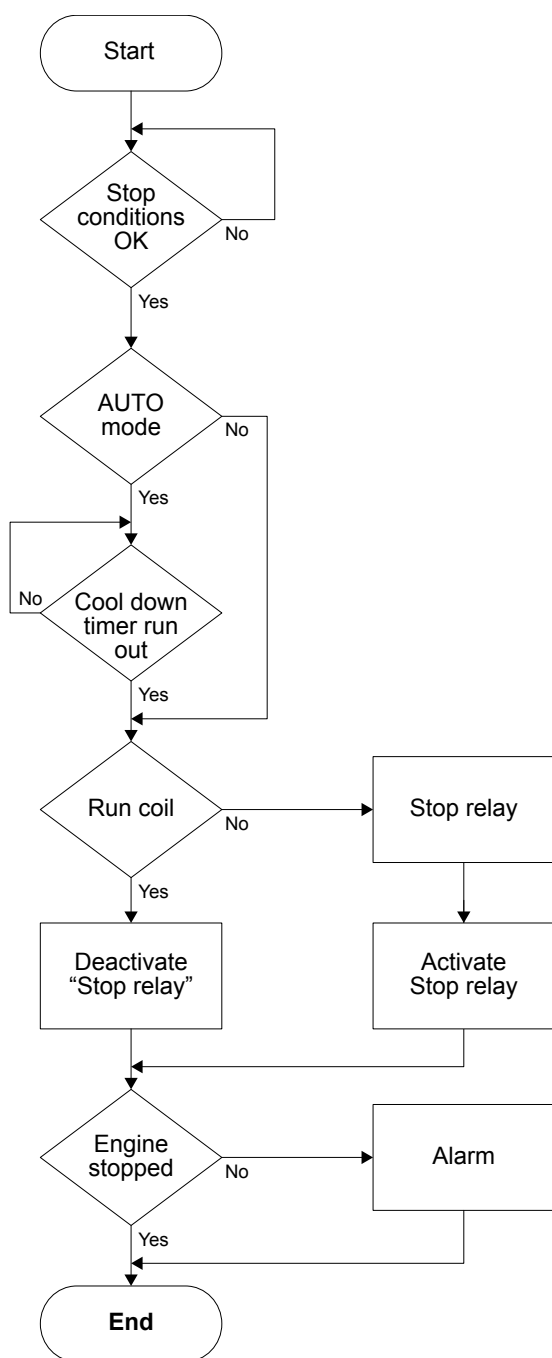 Start
Stop
conditions
OK
No
Yes
AUTO
mode
No
Yes
No
Cool down
timer run
out
Yes
Run coil
No
Stop relay
Yes
Deactivate
“Stop relay”
Activate
Stop relay
Engine
stopped
No
Alarm
Yes
End